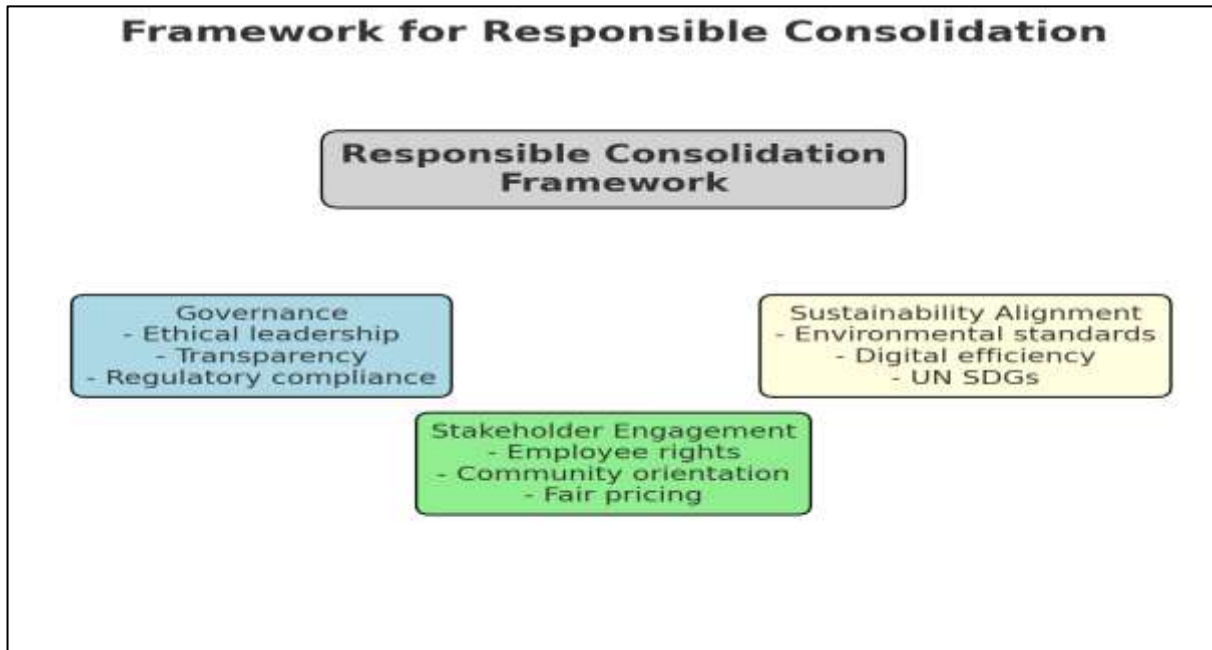 Framework for Responsible Consolidation
Responsible Consolidation
Framework
Governance
- Ethical leadership
- Transparency
- Regulatory compliance
Sustainability Alignment
- Environmental standards
- Digital efficiency
- UN SDGs
Stakeholder Engagement
- Employee rights
- Community orientation
- Fair pricing